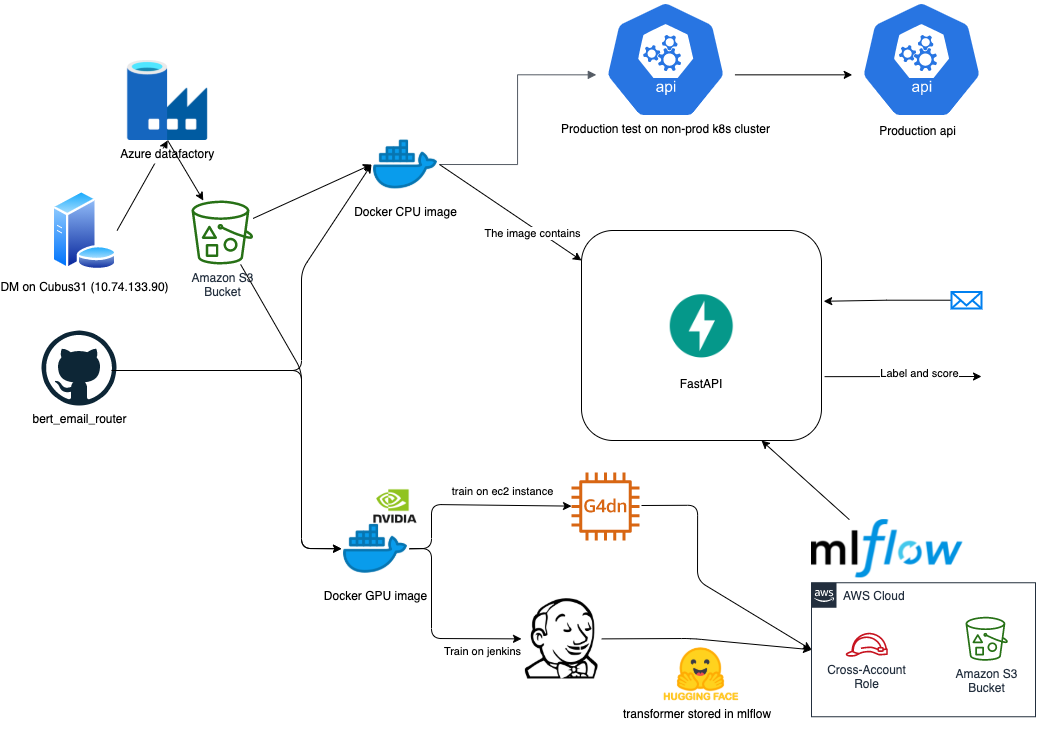 api
api
Production test on non-prod k8s cluster
Production api
Azure datafactory
Docker CPU image
The image contains
DM on Cubus31 (10.74.133.90)
Amazon S3
Bucket
FastAPI
Label and score
bert_email_router
NVIDIA
train on ec2 instance
G4dn
Docker GPU image
Train on jenkins
mlflow
aws
AWS Cloud
Cross-Account
Role
Amazon S3
Bucket
HUGGING FACE
transformer stored in mlflow